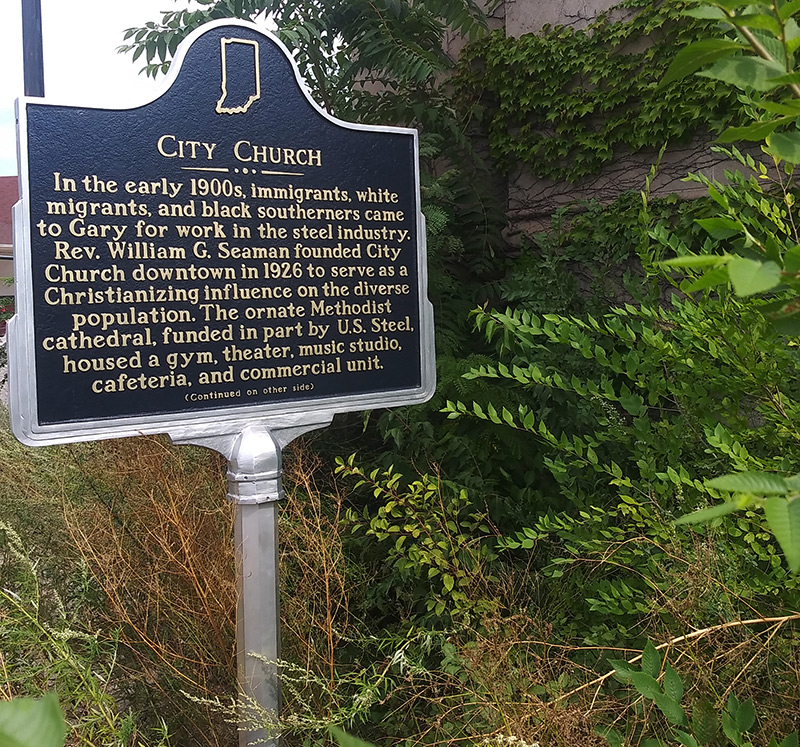 City Church
In the early 1900s, immigrants, white
migrants, and black southerners came
to Gary for work in the steel industry.
Rev. William G. Seaman founded City
Church downtown in 1926 to serve as a
Christianizing influence on the diverse
population. The ornate Methodist
cathedral, funded in part by U.S. Steel,
housed a gym, theater, music studio,
cafeteria, and commercial unit.
(Continued on other side)